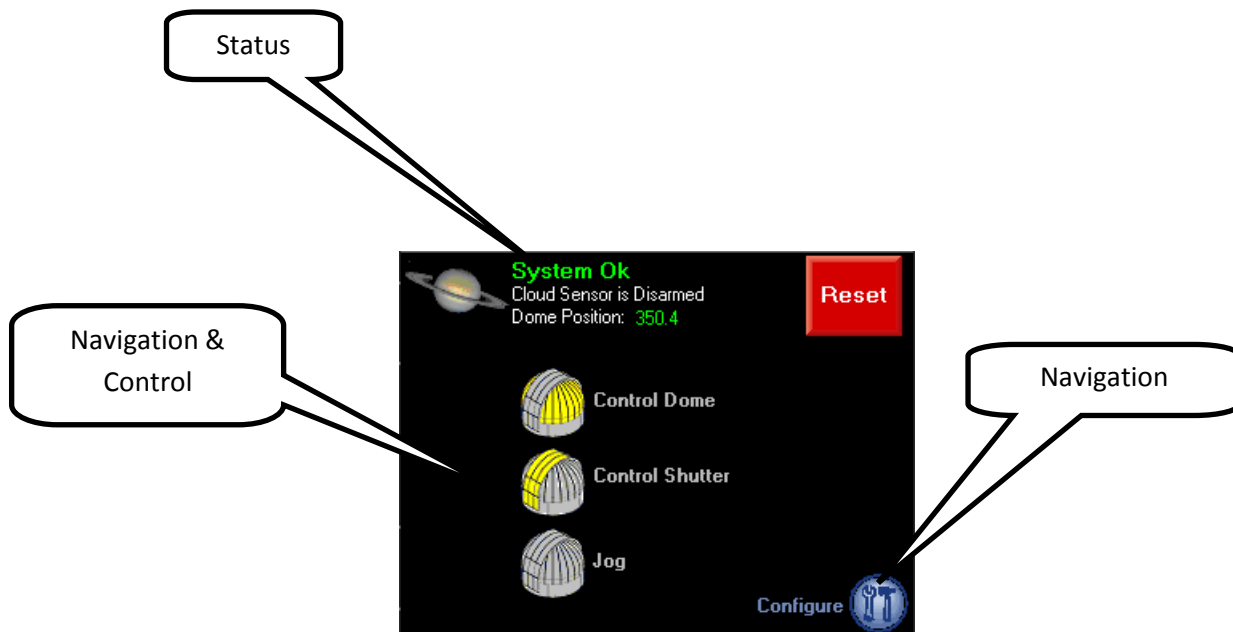 Status
System Ok
Cloud Sensor is Disarmed
Dome Position: 350.4
Reset
Navigation &
Control
Navigation
Control Dome
Control Shutter
Jog
Configure